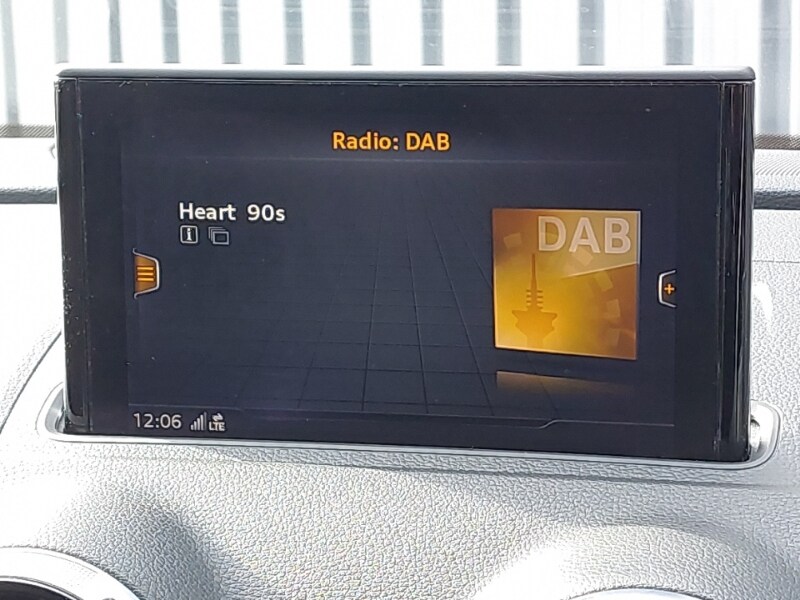 Radio: DAB
Heart 90s
i
DAB
12:06 LTE